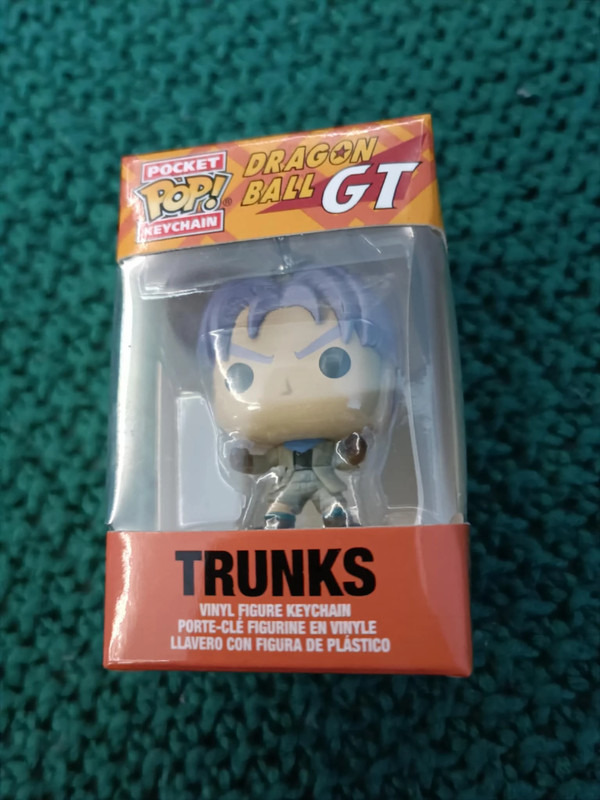 POCKET
POP!®
KEYCHAIN
DRAGON
BALL GT
TRUNKS
VINYL FIGURE KEYCHAIN
PORTE-CLÉ FIGURINE EN VINYLE
LLAVERO CON FIGURA DE PLÁSTICO